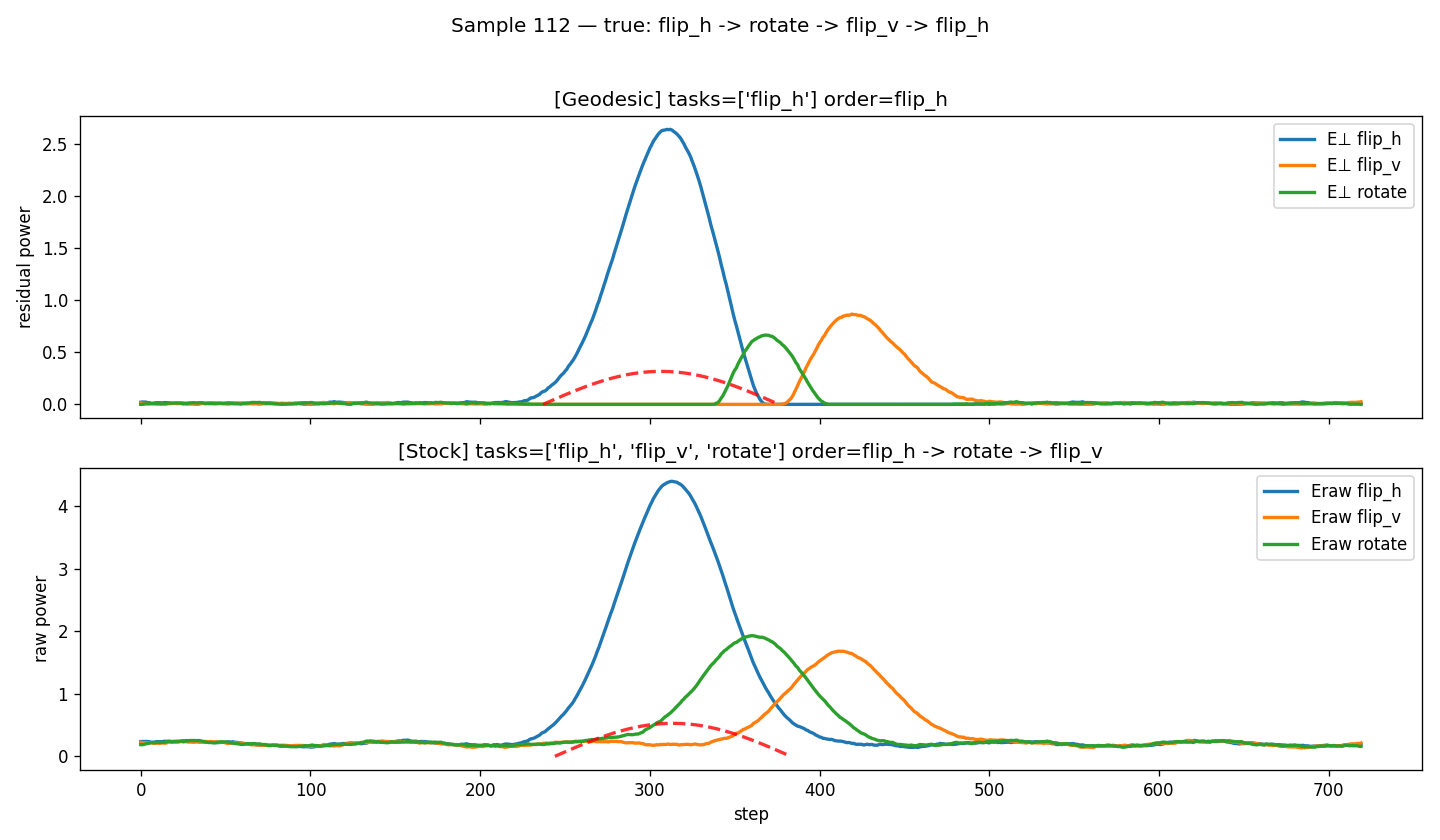 Sample 112 — true: flip_h -> rotate -> flip_v -> flip_h
[Geodesic] tasks=['flip_h'] order=flip_h
residual power
2.5
2.0
1.5
1.0
0.5
0.0
E⊥ flip_h
E⊥ flip_v
E⊥ rotate
[Stock] tasks=['flip_h', 'flip_v', 'rotate'] order=flip_h -> rotate -> flip_v
raw power
4
3
2
1
0
Eraw flip_h
Eraw flip_v
Eraw rotate
0 100 200 300 400 500 600 700
step